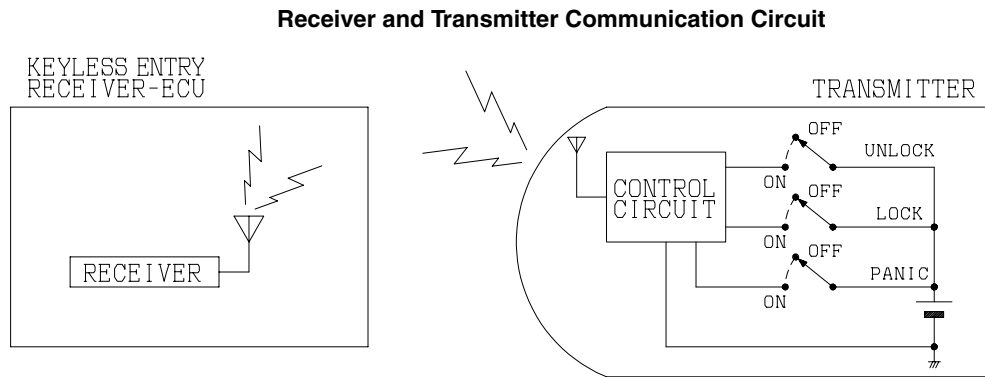 Receiver and Transmitter Communication Circuit
KEYLESS ENTRY
RECEIVER-ECU
TRANSMITTER
OFF
UNLOCK
ON
CONTROL
CIRCUIT
OFF
LOCK
ON
OFF
RECEIVER
PANIC
ON